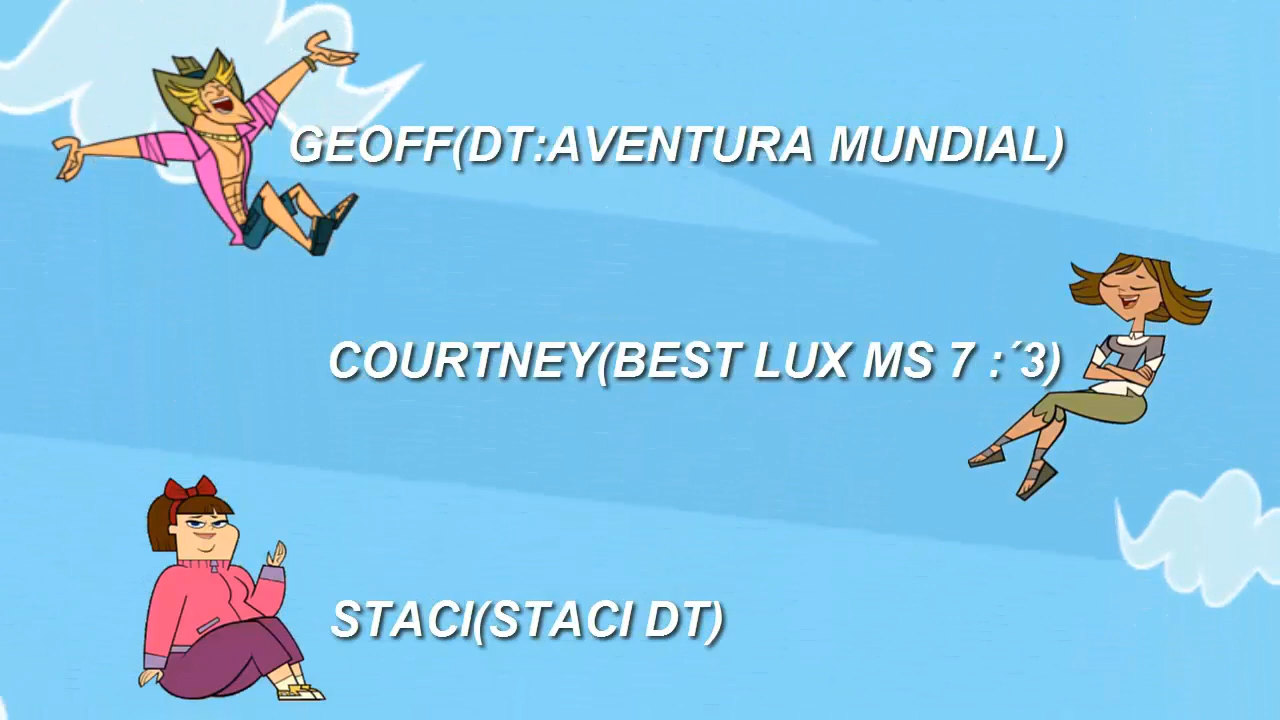 GEOFF(DT:AVENTURA MUNDIAL)
COURTNEY(BEST LUX MS 7 :´3)
STACI(STACI DT)